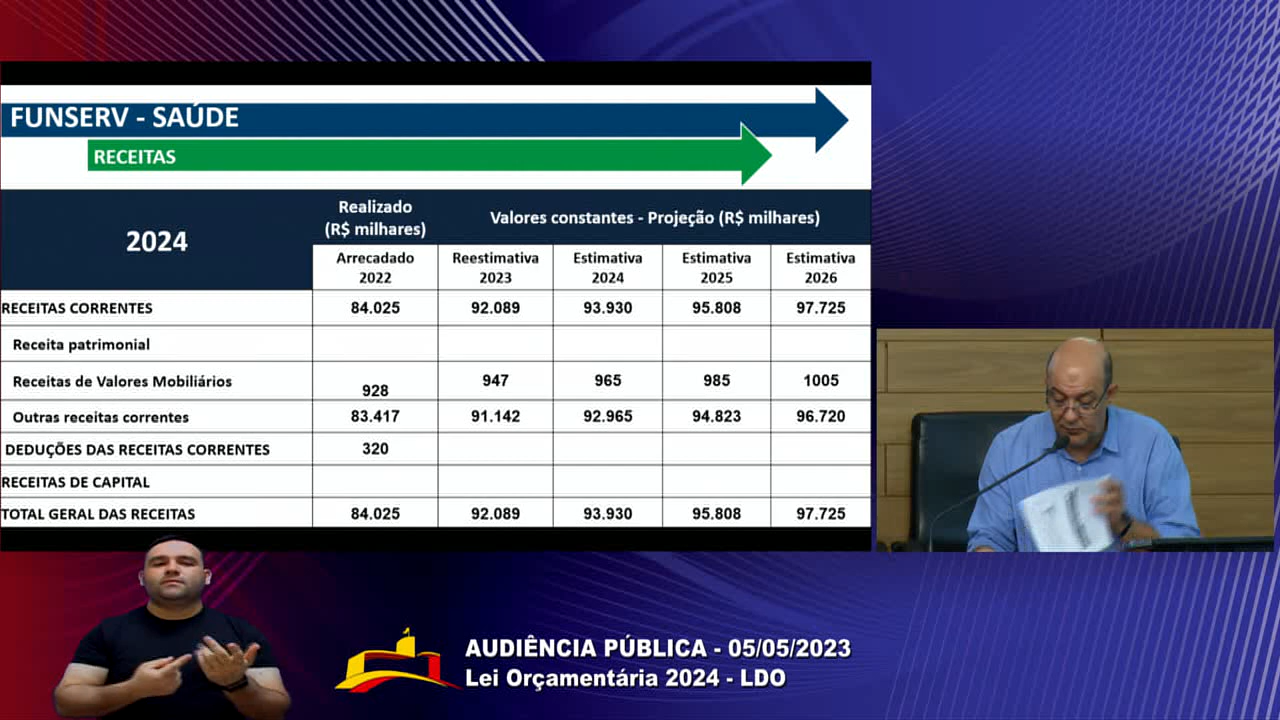 FUNSERV - SAÚDE
RECEITAS
2024
Realizado
(R$ milhares)
Valores constantes - Projeção (R$ milhares)
Arrecadado
2022
Reestimativa
2023
Estimativa
2024
Estimativa
2025
Estimativa
2026
RECEITAS CORRENTES 84.025 92.089 93.930 95.808 97.725
Receita patrimonial
Receitas de Valores Mobiliários 928 947 965 985 1005
Outras receitas correntes 83.417 91.142 92.965 94.823 96.720
DEDUÇÕES DAS RECEITAS CORRENTES 320
RECEITAS DE CAPITAL
TOTAL GERAL DAS RECEITAS 84.025 92.089 93.930 95.808 97.725
AUDIÊNCIA PÚBLICA - 05/05/2023
Lei Orçamentária 2024 - LDO